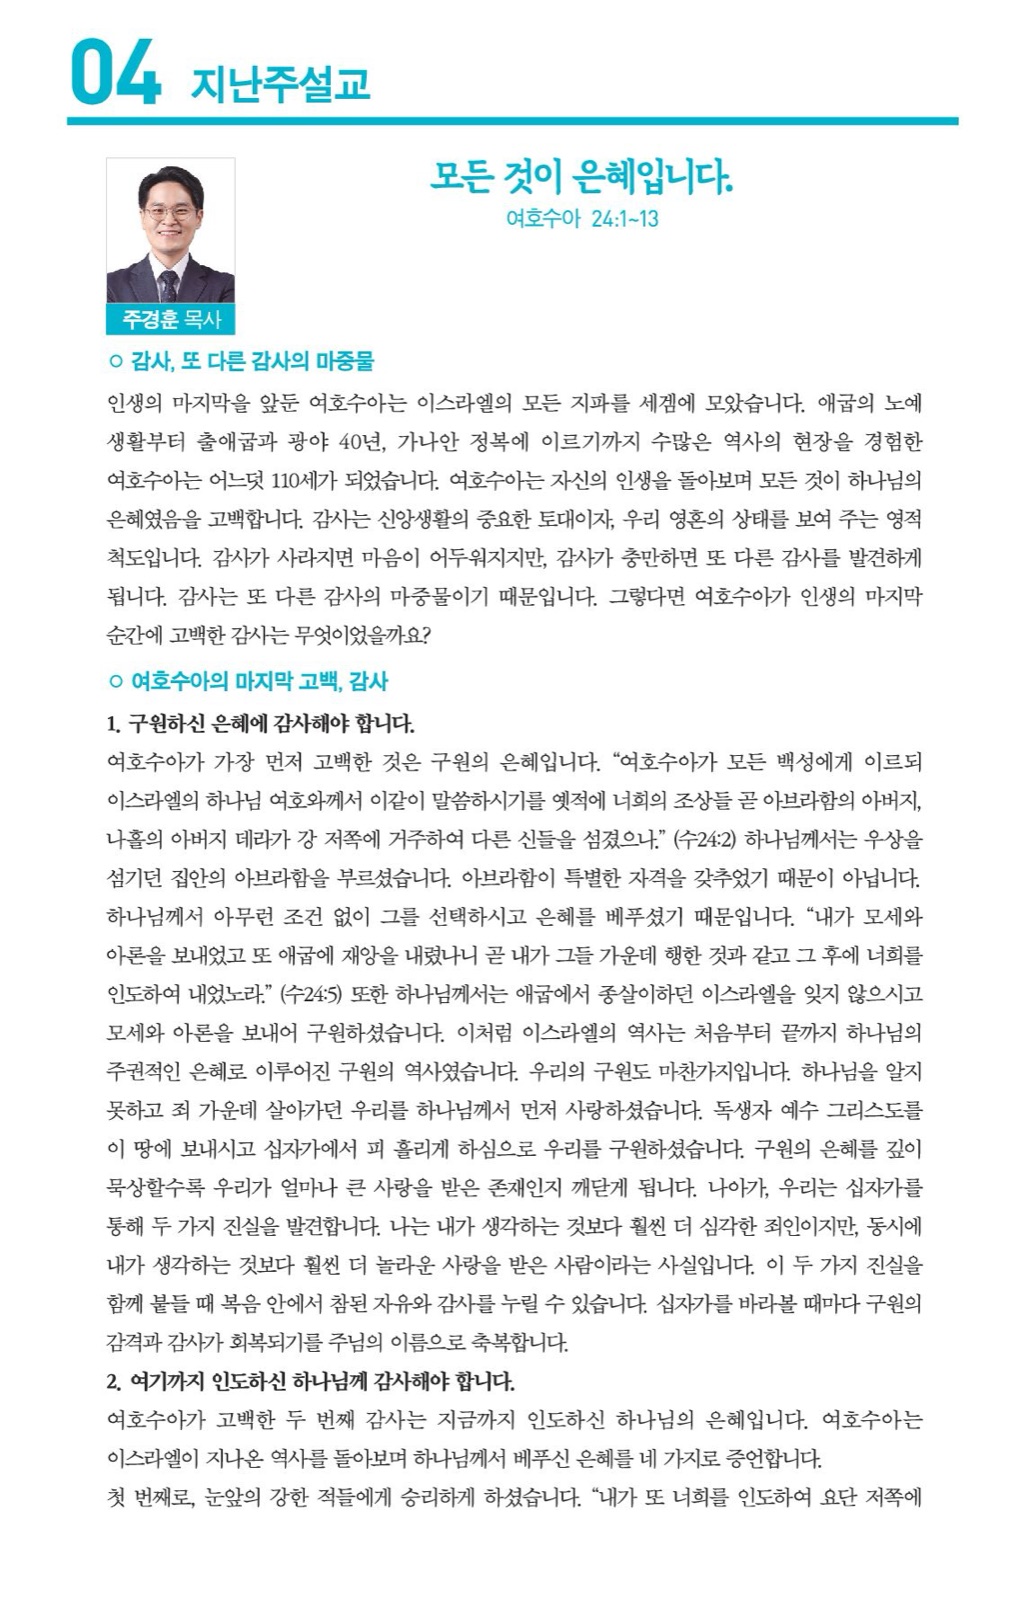 04 지난주설교
모든 것이 은혜입니다.
여호수아 24:1~13
주경훈 목사
○ 감사, 또 다른 감사의 마중물
인생의 마지막을 앞둔 여호수아는 이스라엘의 모든 지파를 세겜에 모았습니다. 애굽의 노예
생활부터 출애굽과 광야 40년, 가나안 정복에 이르기까지 수많은 역사의 현장을 경험한
여호수아는 어느덧 110세가 되었습니다. 여호수아는 자신의 인생을 돌아보며 모든 것이 하나님의
은혜였음을 고백합니다. 감사는 신앙생활의 중요한 토대이자, 우리 영혼의 상태를 보여 주는 영적
척도입니다. 감사가 사라지면 마음이 어두워지지만, 감사가 충만하면 또 다른 감사를 발견하게
됩니다. 감사는 또 다른 감사의 마중물이기 때문입니다. 그렇다면 여호수아가 인생의 마지막
순간에 고백한 감사는 무엇이었을까요?
○ 여호수아의 마지막 고백, 감사
1. 구원하신 은혜에 감사해야 합니다.
여호수아가 가장 먼저 고백한 것은 구원의 은혜입니다. “여호수아가 모든 백성에게 이르되
이스라엘의 하나님 여호와께서 이같이 말씀하시기를 옛적에 너희의 조상들 곧 아브라함의 아버지,
나홀의 아버지 데라가 강 저쪽에 거주하여 다른 신들을 섬겼으나.” (수24:2) 하나님께서는 우상을
섬기던 집안의 아브라함을 부르셨습니다. 아브라함이 특별한 자격을 갖추었기 때문이 아닙니다.
하나님께서 아무런 조건 없이 그를 선택하시고 은혜를 베푸셨기 때문입니다. “내가 모세와
아론을 보내었고 또 애굽에 재앙을 내렸나니 곧 내가 그들 가운데 행한 것과 같고 그 후에 너희를
인도하여 내었노라.” (수24:5) 또한 하나님께서는 애굽에서 종살이하던 이스라엘을 잊지 않으시고
모세와 아론을 보내어 구원하셨습니다. 이처럼 이스라엘의 역사는 처음부터 끝까지 하나님의
주권적인 은혜로 이루어진 구원의 역사였습니다. 우리의 구원도 마찬가지입니다. 하나님을 알지
못하고 죄 가운데 살아가던 우리를 하나님께서 먼저 사랑하셨습니다. 독생자 예수 그리스도를
이 땅에 보내시고 십자가에서 피 흘리게 하심으로 우리를 구원하셨습니다. 구원의 은혜를 깊이
묵상할수록 우리가 얼마나 큰 사랑을 받은 존재인지 깨닫게 됩니다. 나아가, 우리는 십자가를
통해 두 가지 진실을 발견합니다. 나는 내가 생각하는 것보다 훨씬 더 심각한 죄인이지만, 동시에
내가 생각하는 것보다 훨씬 더 놀라운 사랑을 받은 사람이라는 사실입니다. 이 두 가지 진실을
함께 붙들 때 복음 안에서 참된 자유와 감사를 누릴 수 있습니다. 십자가를 바라볼 때마다 구원의
감격과 감사가 회복되기를 주님의 이름으로 축복합니다.
2. 여기까지 인도하신 하나님께 감사해야 합니다.
여호수아가 고백한 두 번째 감사는 지금까지 인도하신 하나님의 은혜입니다. 여호수아는
이스라엘이 지나온 역사를 돌아보며 하나님께서 베푸신 은혜를 네 가지로 증언합니다.
첫 번째로, 눈앞의 강한 적들에게 승리하게 하셨습니다. “내가 또 너희를 인도하여 요단 저쪽에